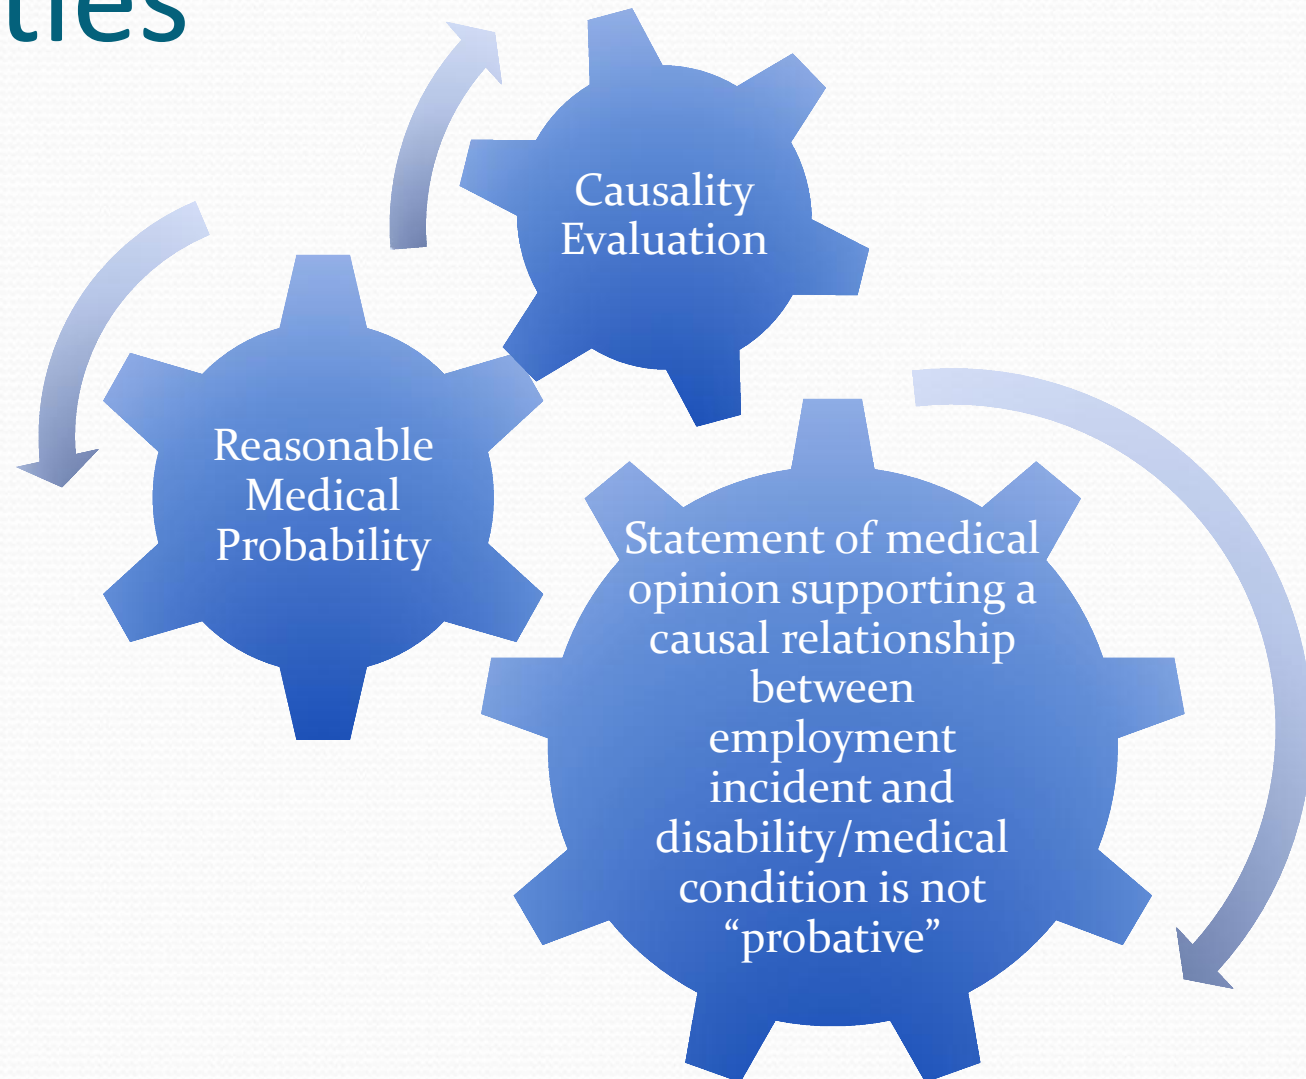 ties
Causality
Evaluation
Reasonable
Medical
Probability
Statement of medical
opinion supporting a
causal relationship
between
employment
incident and
disability/medical
condition is not
“probative”